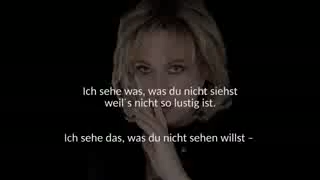 Ich sehe was, was du nicht siehst
weil`s nicht so lustig ist.
Ich sehe das, was du nicht sehen willst –